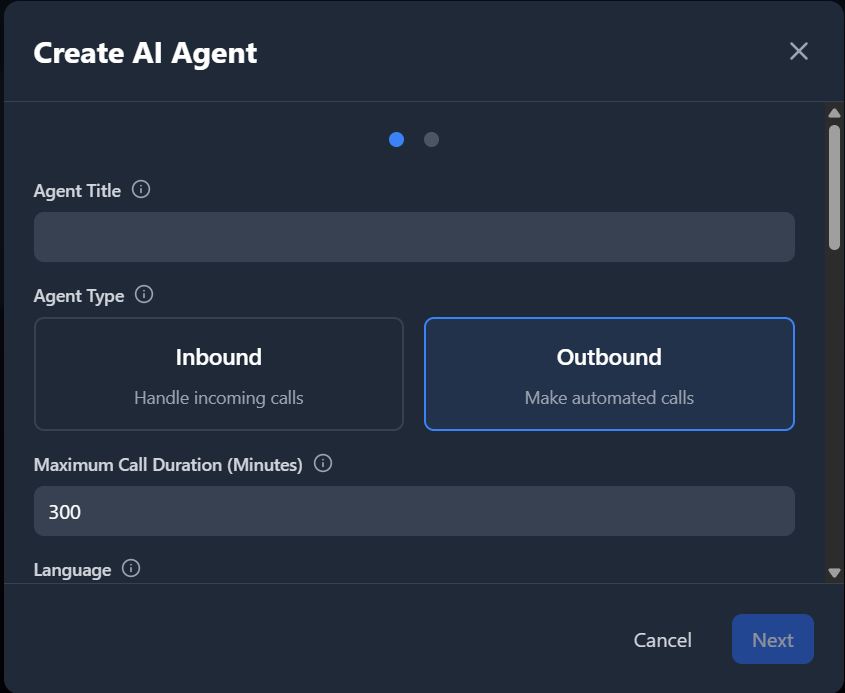 Create AI Agent
Agent Title
Agent Type
Inbound
Handle incoming calls
Outbound
Make automated calls
Maximum Call Duration (Minutes)
300
Language
Cancel
Next